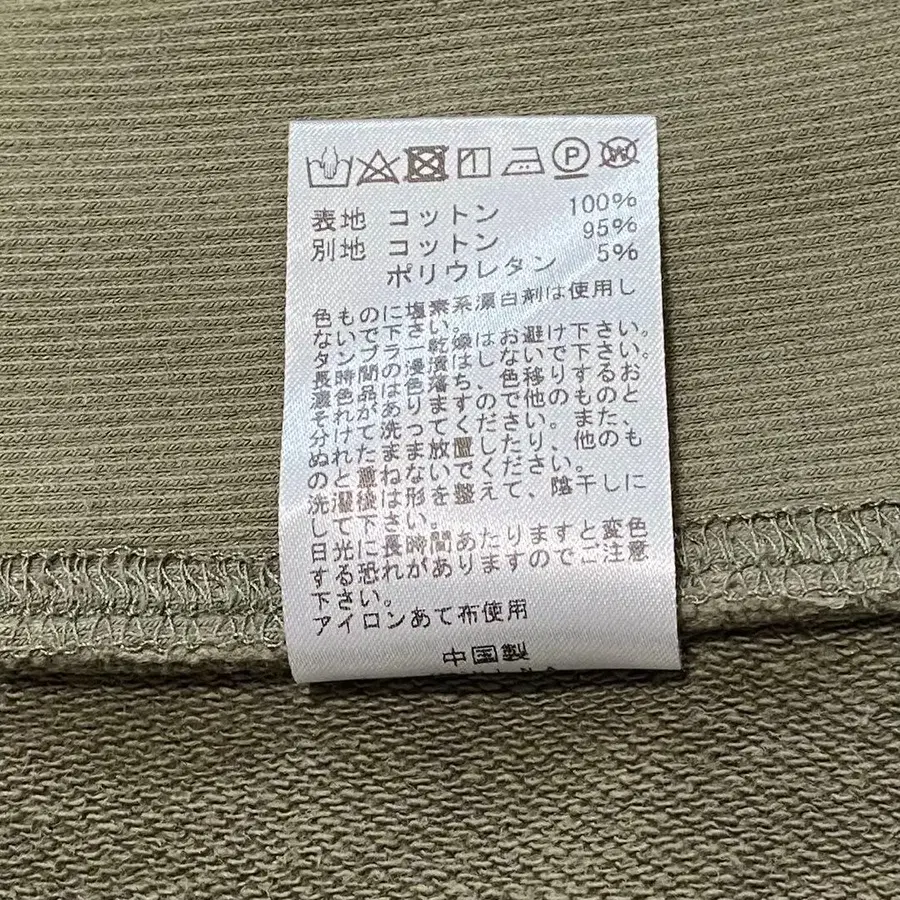 P
W
表地 コットン 100%
別地 コットン 95%
ポリウレタン 5%
色ものに塩素系漂白剤は使用し
ないで下さい。
タンブラー乾燥はお避け下さい。
長時間の浸漬はしないで下さい。
濃色品は色落ち、色移りするお
それがありますので他のものと
分けて洗ってください。また、
ぬれたまま放置したり、他のも
のと重ねないでください。
洗濯後は形を整えて、陰干しに
して下さい。
日光に長時間あたりますと変色
する恐れがありますのでご注意
下さい。
アイロンあて布使用
中国製